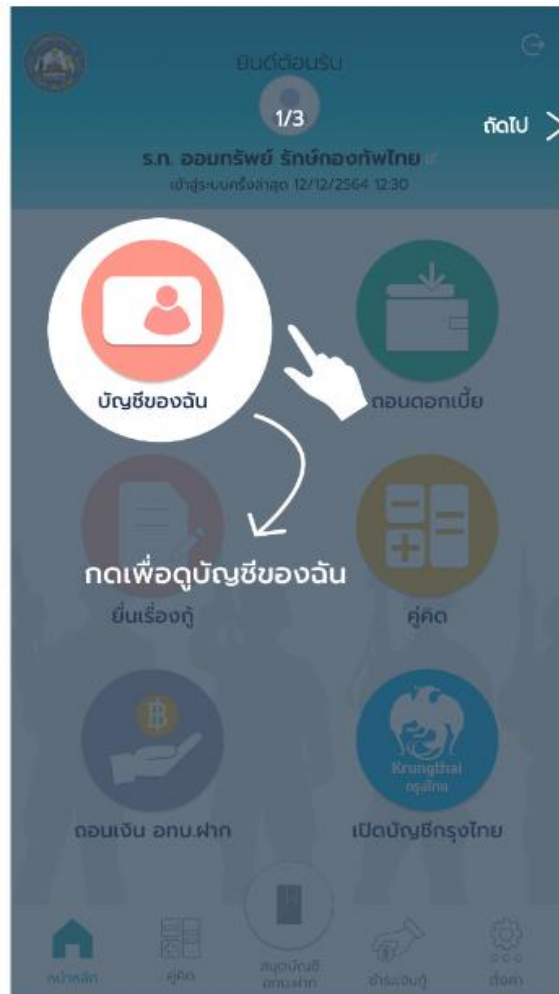 ยินดีต้อนรับ
1/3
ถัดไป
ร.ท. ออมทรัพย์ รักษ์กองทัพไทย
เข้าสู่ระบบครั้งล่าสุด 12/12/2564 12:30
บัญชีของฉัน
ถอนดอกเบี้ย
กดเพื่อดูบัญชีของฉัน
ยื่นเรื่องกู้
คู่คิด
Krungthai
กรุงไทย
ถอนเงิน อทบ.ฝาก
เปิดบัญชีกรุงไทย
หน้าหลัก
คู่คิด
สมุดบัญชี
อทบ.ฝาก
ชำระเงินกู้
ตั้งค่า